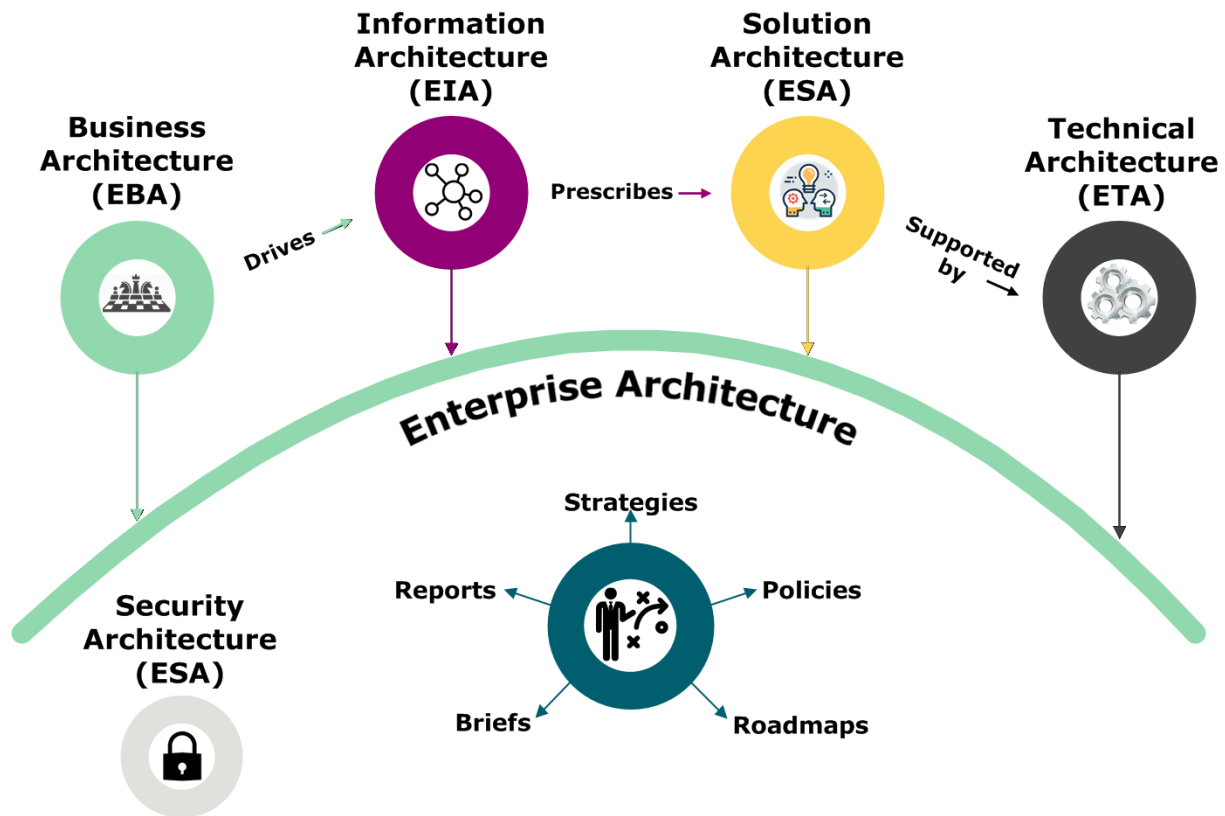 Information
Architecture
(EIA)
Solution
Architecture
(ESA)
Business
Architecture
(EBA)
Technical
Architecture
(ETA)
Drives
Prescribes
Supported
by
Enterprise Architecture
Strategies
Reports
Policies
Briefs
Roadmaps
Security
Architecture
(ESA)